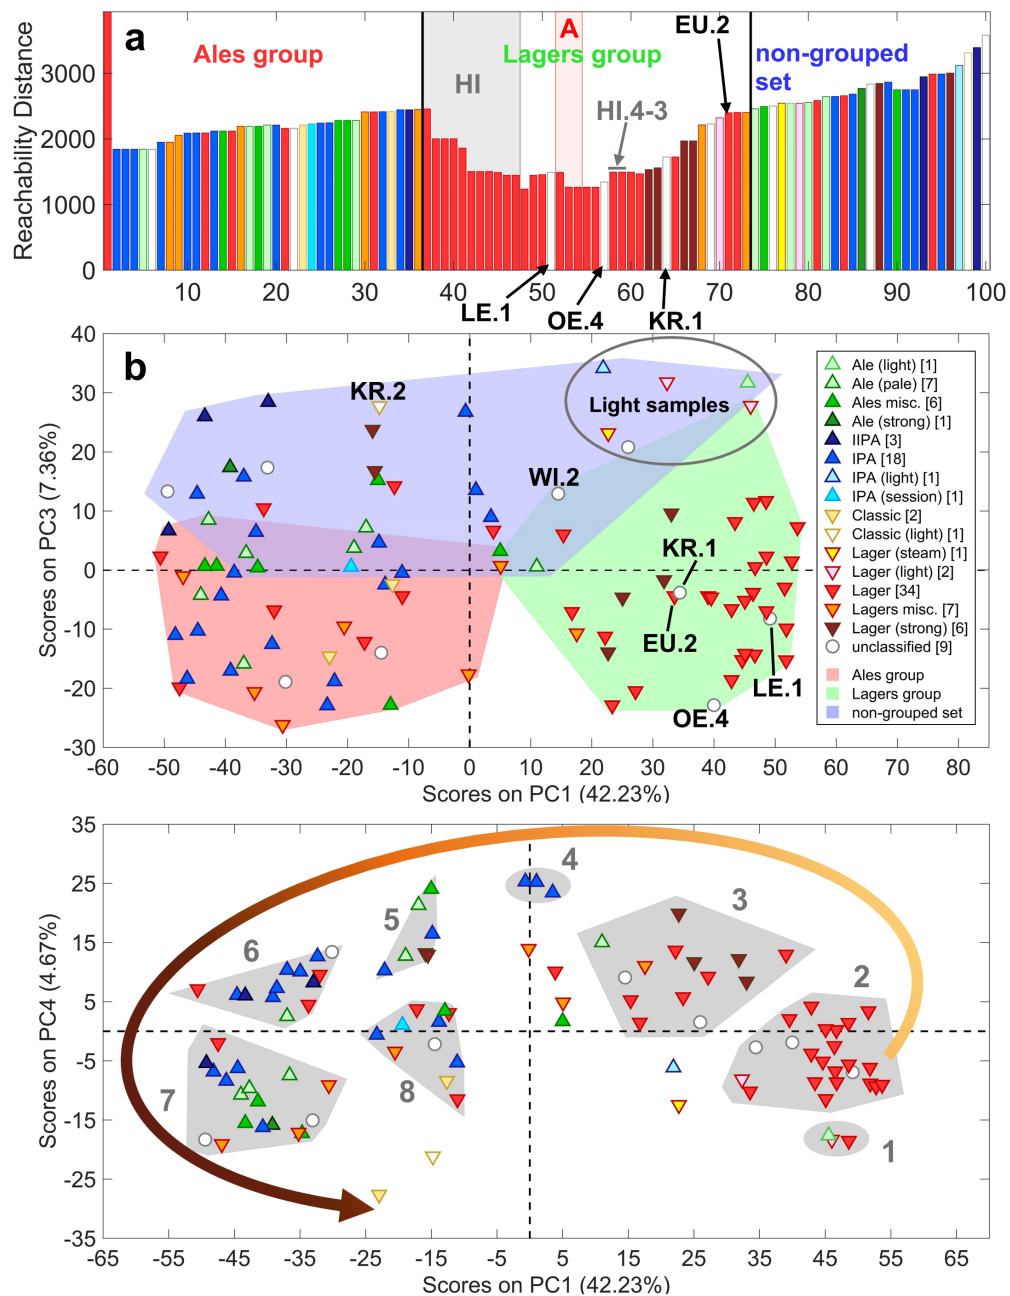 a
Ales group
HI
A
Lagers group
HI.4-3
EU.2
non-grouped
set
Reachability Distance
3000
2000
1000
0
10 20 30 40 50 60 70 80 90 100
LE.1
OE.4
KR.1
b
Scores on PC3 (7.36%)
40
30
20
10
0
-10
-20
-30
KR.2
Light samples
WI.2
KR.1
EU.2
LE.1
OE.4
Ale (light) [1]
Ale (pale) [7]
Ales misc. [6]
Ale (strong) [1]
IIPA [3]
IPA [18]
IPA (light) [1]
IPA (session) [1]
Classic [2]
Classic (light) [1]
Lager (steam) [1]
Lager (light) [2]
Lager [34]
Lagers misc. [7]
Lager (strong) [6]
unclassified [9]
Ales group
Lagers group
non-grouped set
-60 -50 -40 -30 -20 -10 0 10 20 30 40 50 60 70 80
Scores on PC1 (42.23%)
Scores on PC4 (4.67%)
35
25
15
5
-5
-15
-25
-35
4
5
3
6
2
7
8
1
-65 -55 -45 -35 -25 -15 -5 5 15 25 35 45 55 65
Scores on PC1 (42.23%)